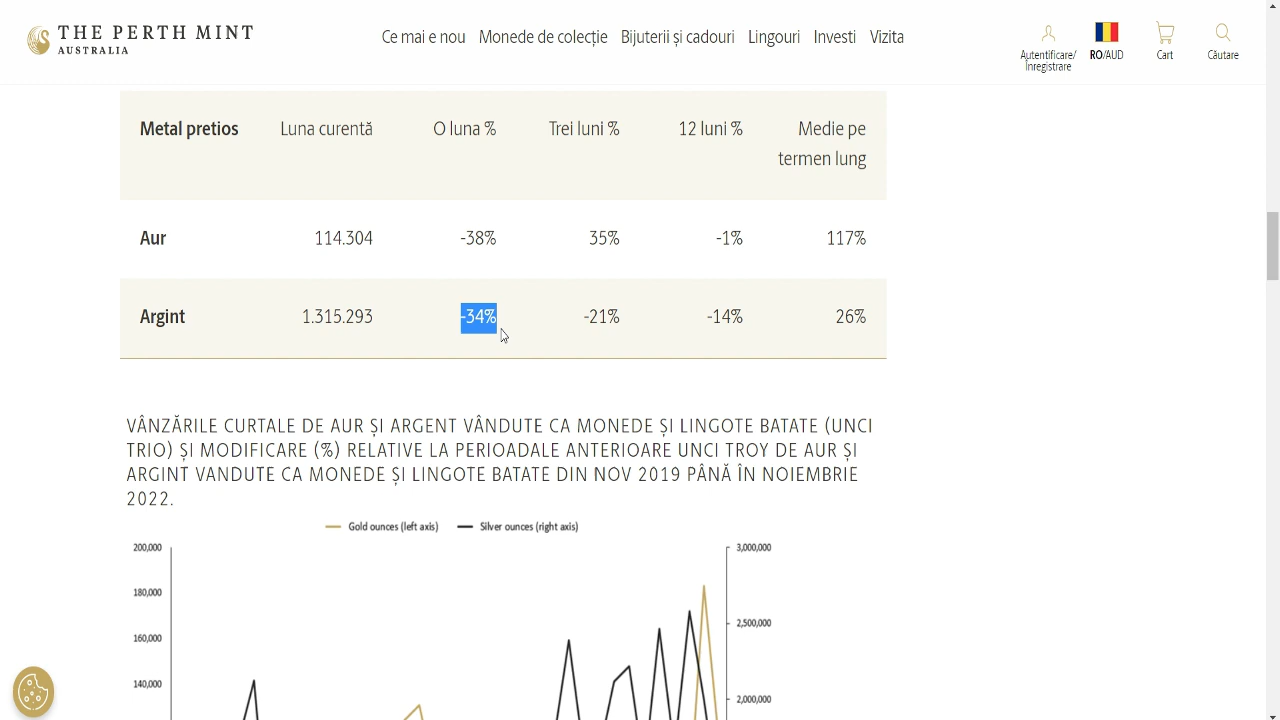 THE PERTH MINT
AUSTRALIA
Ce mai e nou Monede de colecție Bijuterii și cadouri Lingouri Investi Vizita
Autentificare/
Înregistrare
RO/AUD
Cart
Căutare
Metal pretios Luna curentă O luna % Trei luni % 12 luni % Medie pe
termen lung
Aur 114.304 -38% 35% -1% 117%
Argint 1.315.293 -34% -21% -14% 26%
VÂNZĂRILE CURTALE DE AUR ȘI ARGENT VÂNDUTE CA MONEDE ȘI LINGOTE BATATE (UNCI
TRIO) ȘI MODIFICARE (%) RELATIVE LA PERIOADALE ANTERIOARE UNCI TROY DE AUR ȘI
ARGINT VANDUTE CA MONEDE ȘI LINGOTE BATATE DIN NOV 2019 PÂNĂ ÎN NOIEMBRIE
2022.
Gold ounces (left axis) Silver ounces (right axis)
200,000 3,000,000
180,000
2,500,000
160,000
140,000
2,000,000